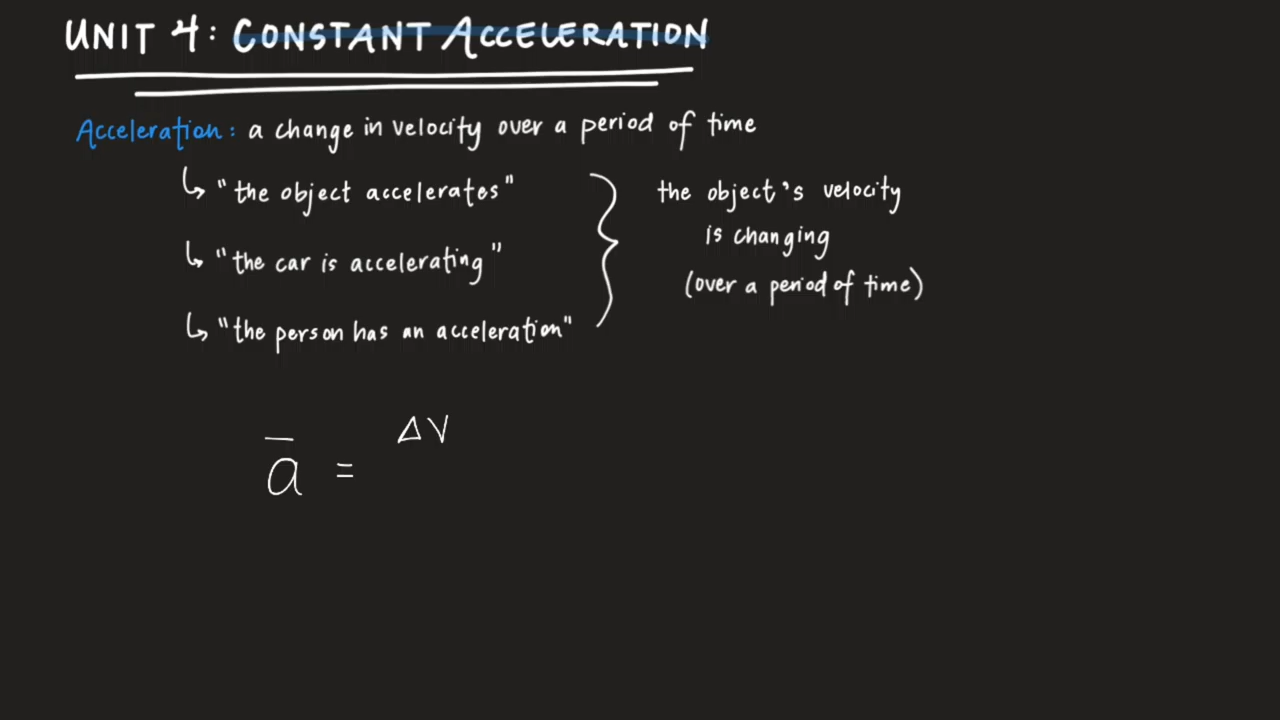 UNIT 4: CONSTANT ACCELERATION
Acceleration: a change in velocity over a period of time
↳ "the object accelerates"
↳ "the car is accelerating"
↳ "the person has an acceleration"
the object's velocity
is changing
(over a period of time)
ā = ΔV